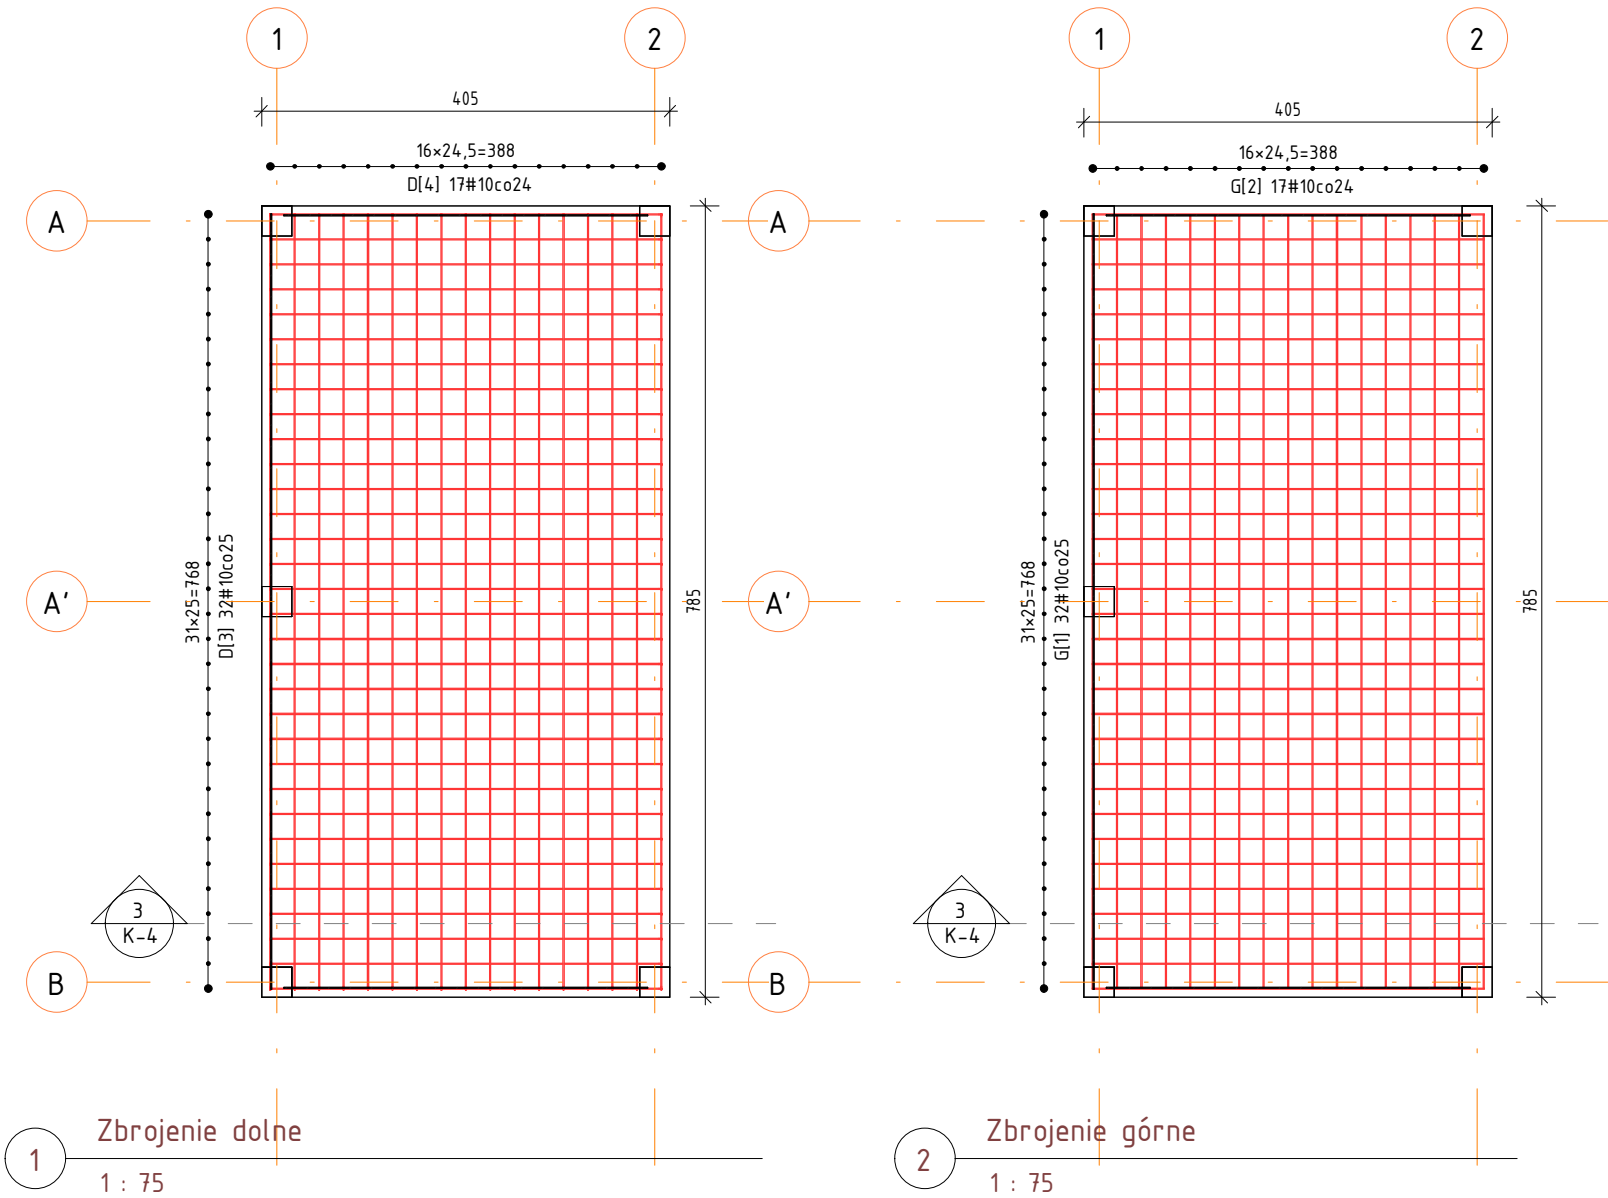 1
2
405
16×24,5=388
D[4] 17#10co24
A
A'
B
31×25=768
D[3] 32#10co25
785
3
K-4
1
Zbrojenie dolne
1 : 75
1
2
405
16×24,5=388
G[2] 17#10co24
A
A'
B
31×25=768
G[1] 32#10co25
785
3
K-4
2
Zbrojenie górne
1 : 75